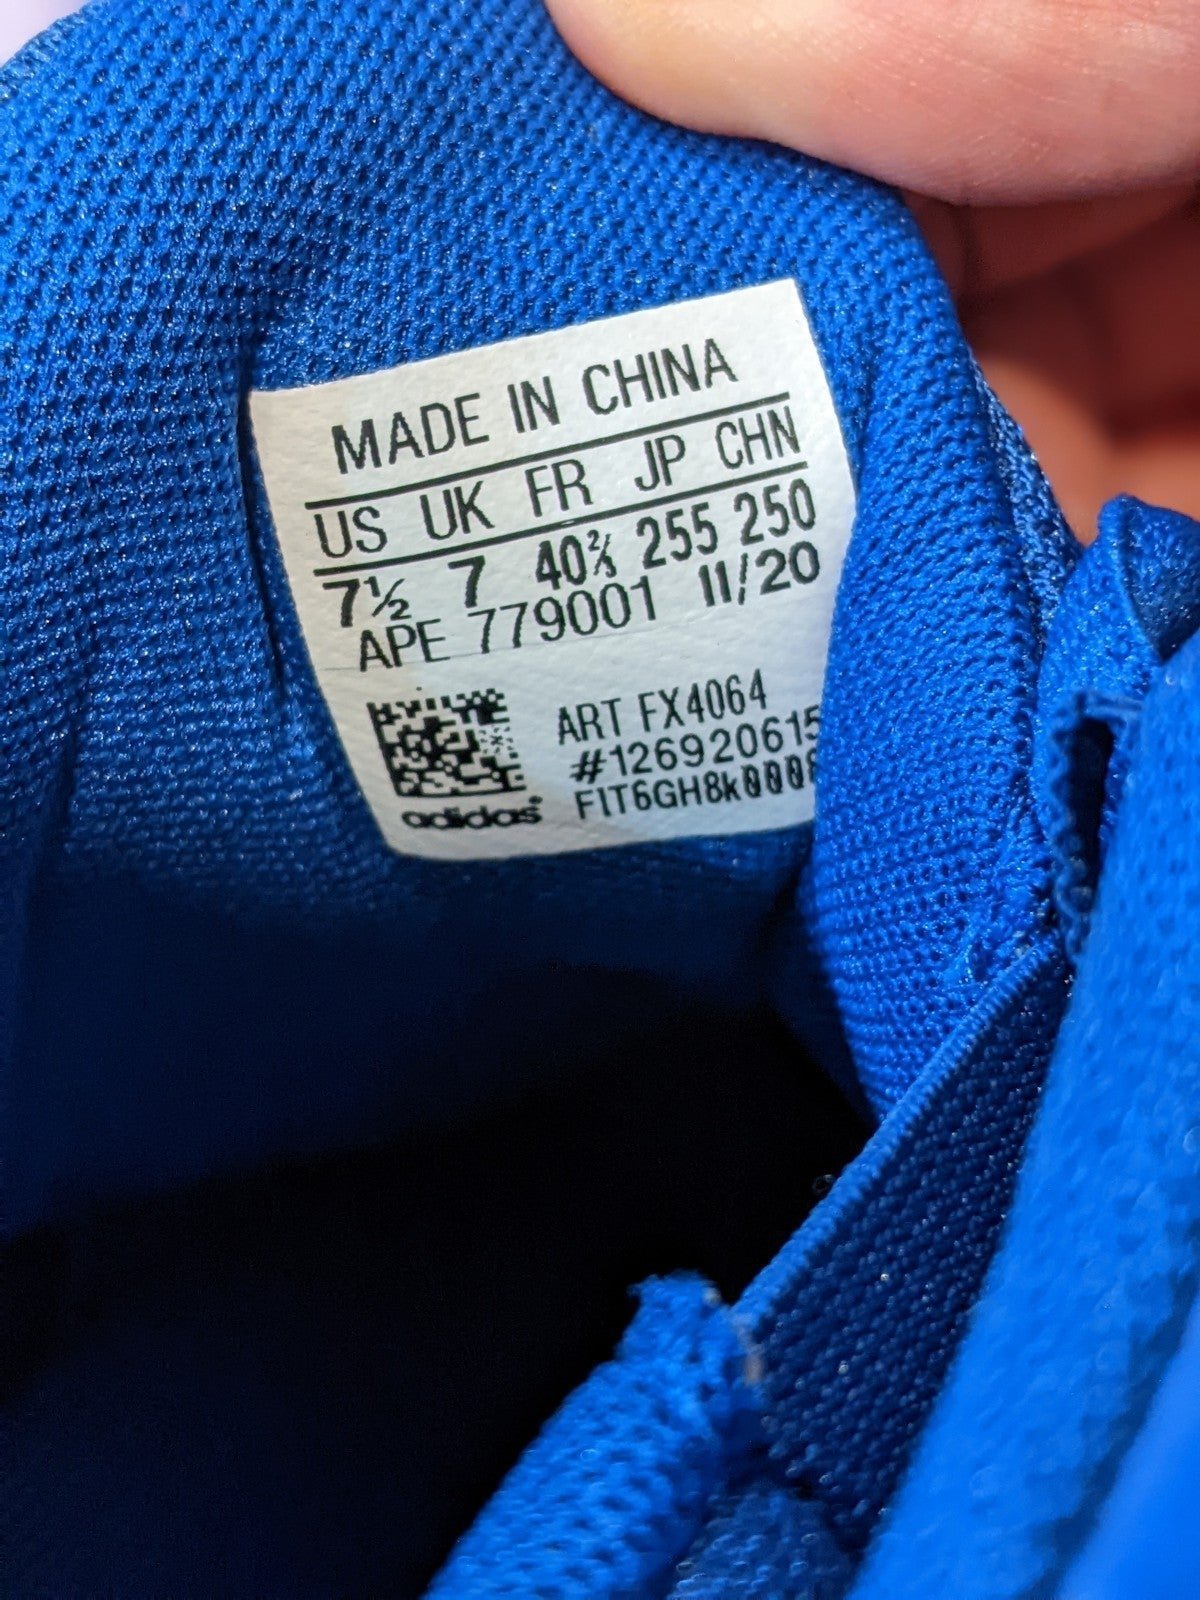 MADE IN CHINA
US UK FR JP CHN
7½ 7 40⅔ 255 250
APE 779001 11/20
ART FX4064
#126920615
adidas